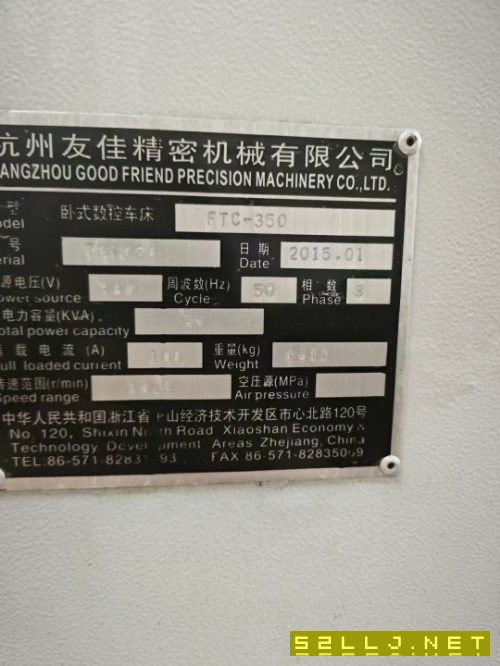 杭州友佳精密机械有限公司
ANGZHOU GOOD FRIEND PRECISION MACHINERY CO.,LTD.
型 卧式数控车床 FTC-350
odel
号 日期 2015.01
erial Date
源电压(V) 周波数(Hz) 50 相数 3
ower source Cycle Phase
电力容量(KVA)
otal power capacity
载电流(A) 重量(kg)
ull loaded current Weight
转速范围(r/min) 空压源(MPa)
Speed range Air pressure
中华人民共和国浙江省 山经济技术开发区市心北路120号
No. 120, Shixin Road, Xiaoshan Economy &
Technology Areas Zhejiang, China
TEL:86-571-8283 93 FAX 86-571-82835099
52LLJ.NET